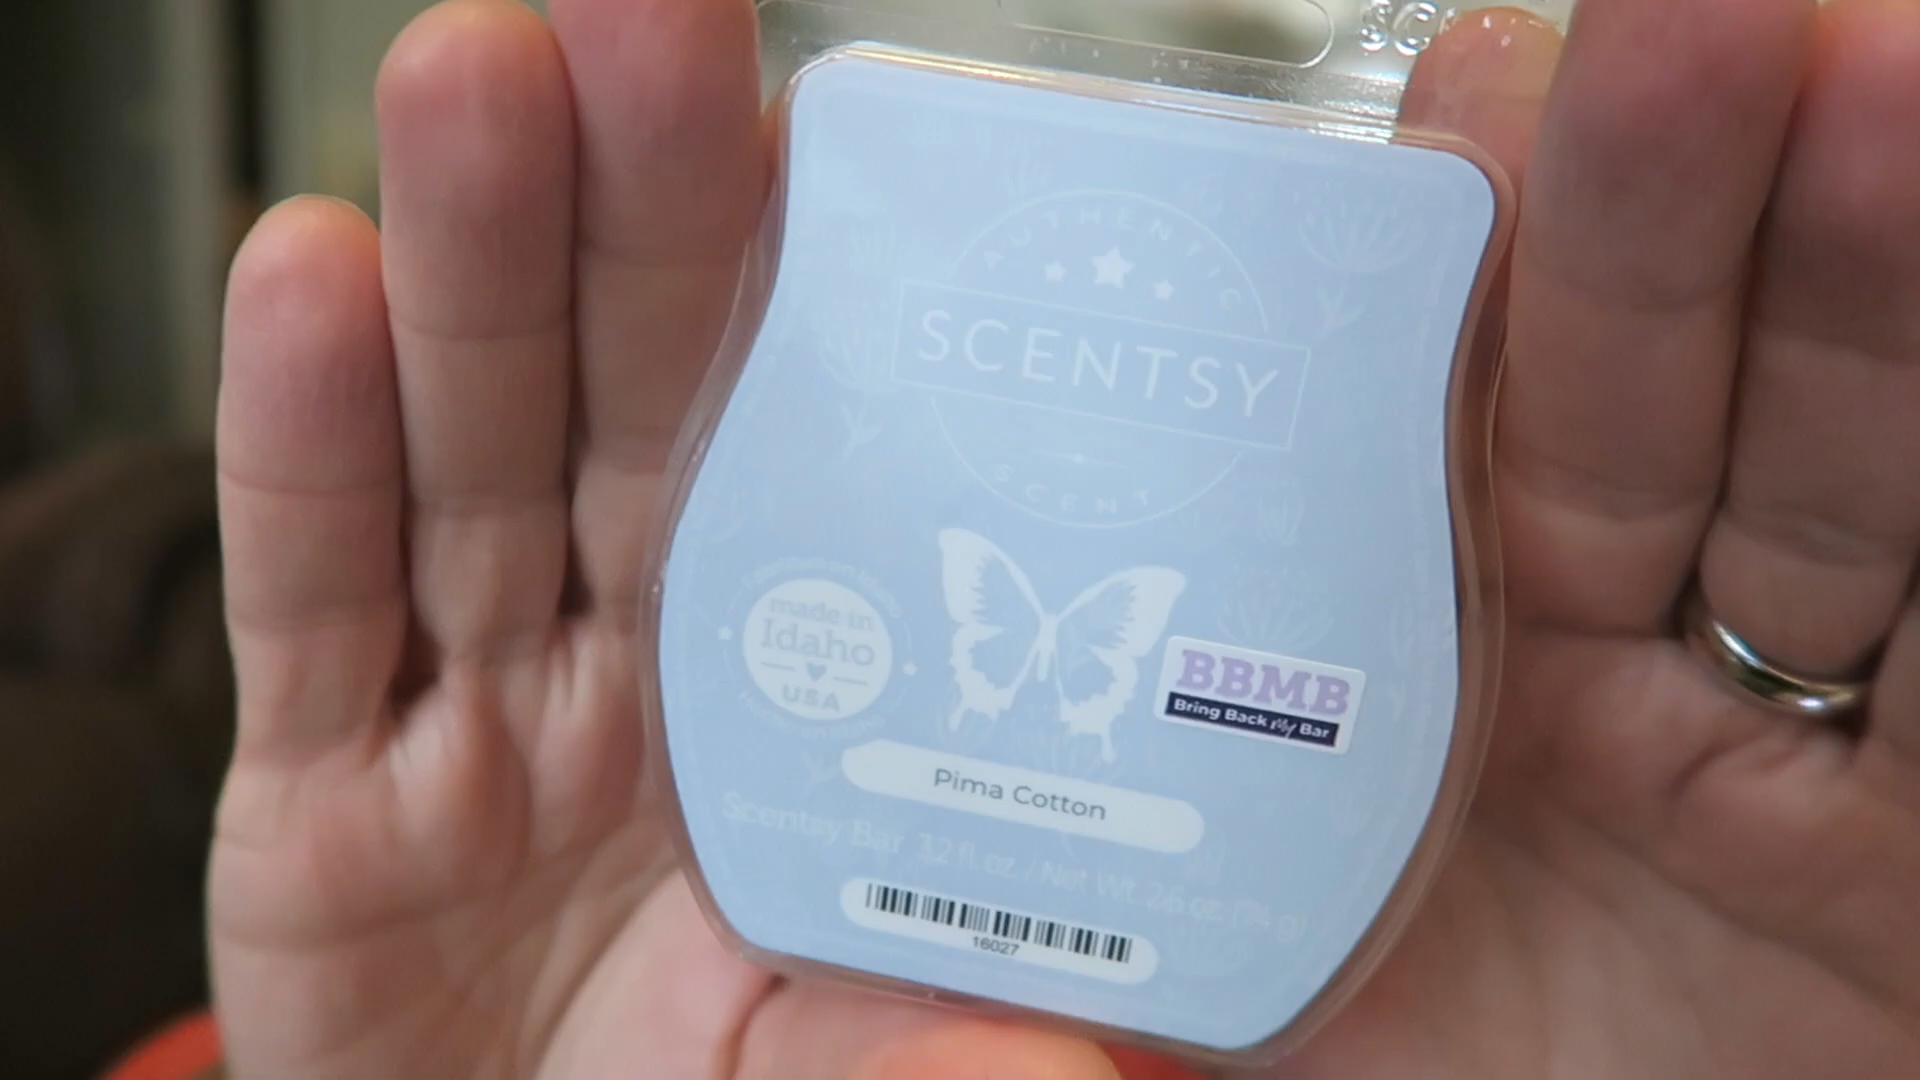 AUTHENTIC
SCENTSY
SCENT
made in
Idaho
USA
BBMB
Bring Back My Bar
Pima Cotton
Scentsy Bar 3.2 fl. oz. / Net Wt. 2.6 oz. (74 g)
16027